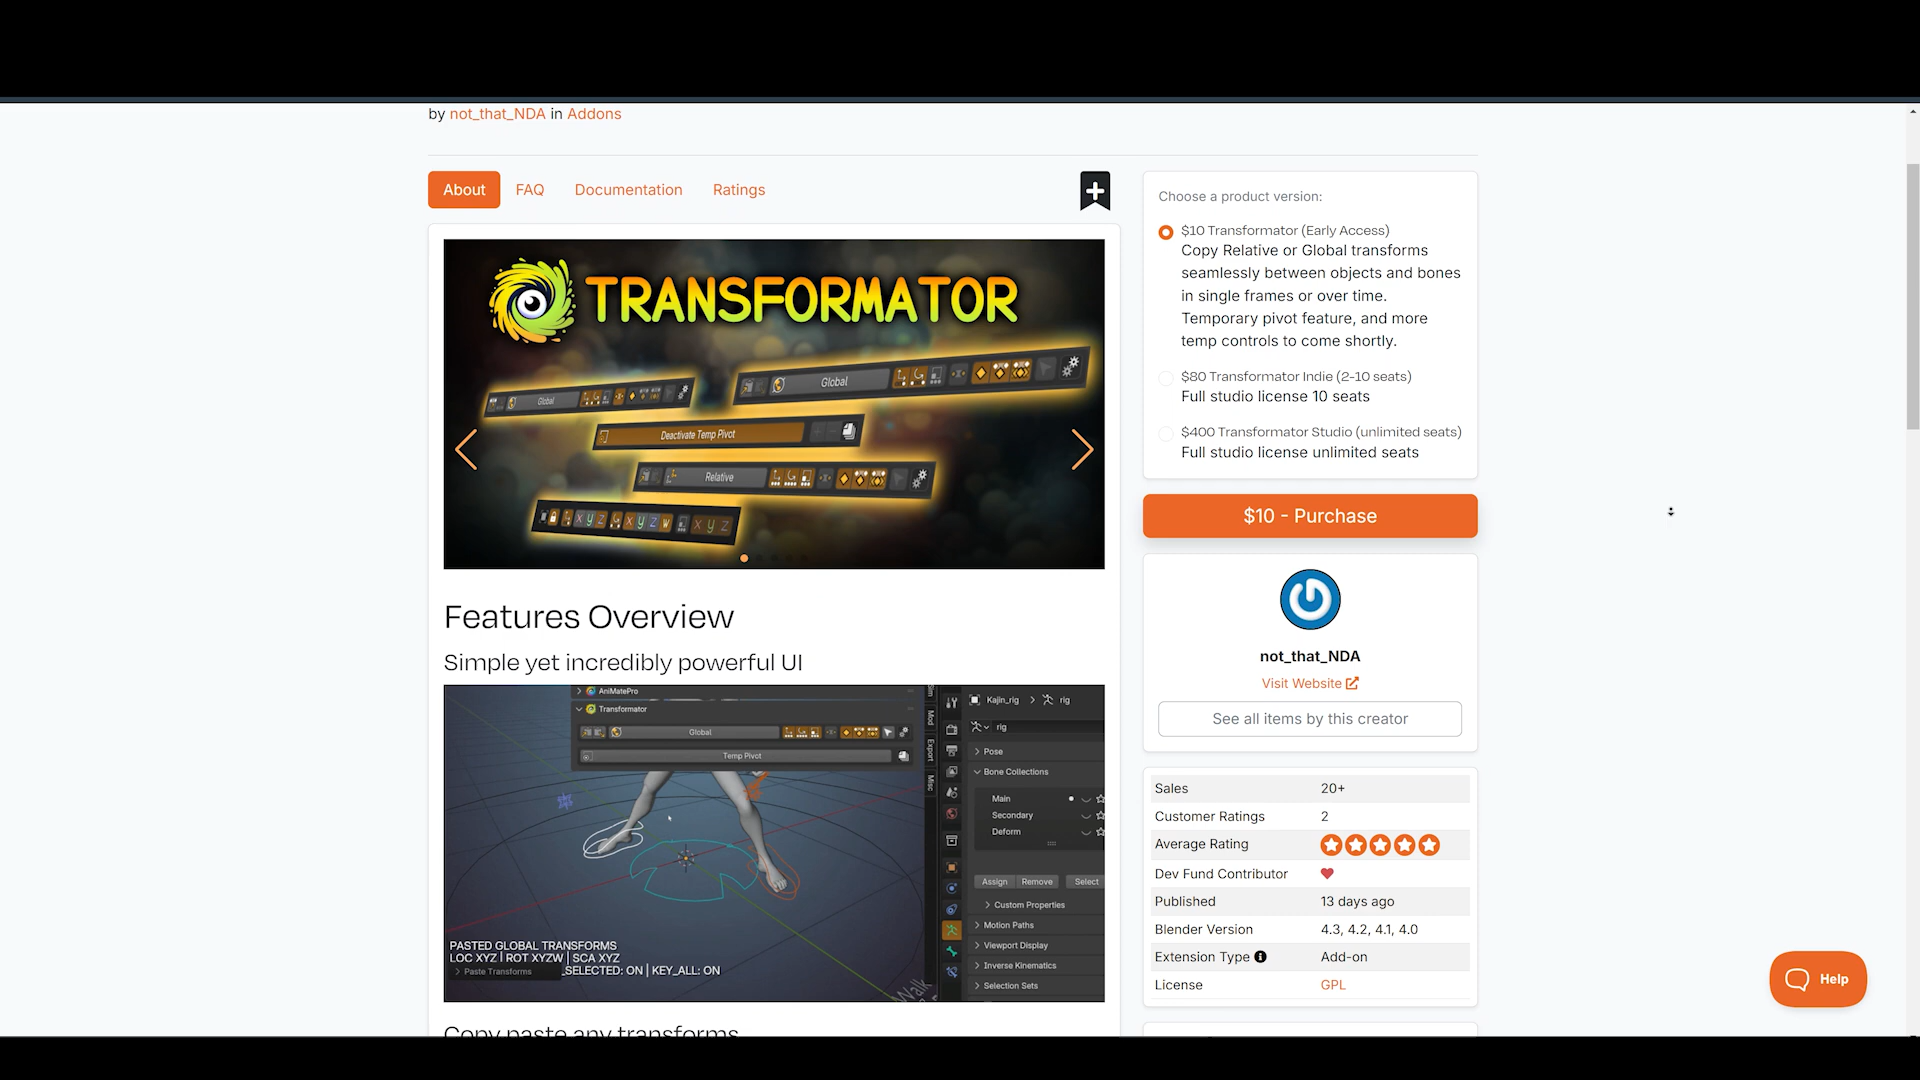 by not_that_NDA in Addons
About
FAQ
Documentation
Ratings
TRANSFORMATOR
Global
Global
Deactivate Temp Pivot
Relative
x y z x y z w x y z
Features Overview
Simple yet incredibly powerful UI
AniMatePro
Transformator
Global
Temp Pivot
Mod
Export
Misc
Kajin_rig > rig
rig
Pose
Bone Collections
Main
Secondary
Deform
Assign
Remove
Select
Custom Properties
Motion Paths
Viewport Display
Inverse Kinematics
Selection Sets
Walk
PASTED GLOBAL TRANSFORMS
LOC XYZ | ROT XYZW | SCA XYZ
_SELECTED: ON | KEY_ALL: ON
Paste Transforms
Copy paste any transforms
Choose a product version:
$10 Transformator (Early Access)
Copy Relative or Global transforms
seamlessly between objects and bones
in single frames or over time.
Temporary pivot feature, and more
temp controls to come shortly.
$80 Transformator Indie (2-10 seats)
Full studio license 10 seats
$400 Transformator Studio (unlimited seats)
Full studio license unlimited seats
$10 - Purchase
not_that_NDA
Visit Website
See all items by this creator
Sales 20+
Customer Ratings 2
Average Rating
Dev Fund Contributor
Published 13 days ago
Blender Version 4.3, 4.2, 4.1, 4.0
Extension Type Add-on
License GPL
Help